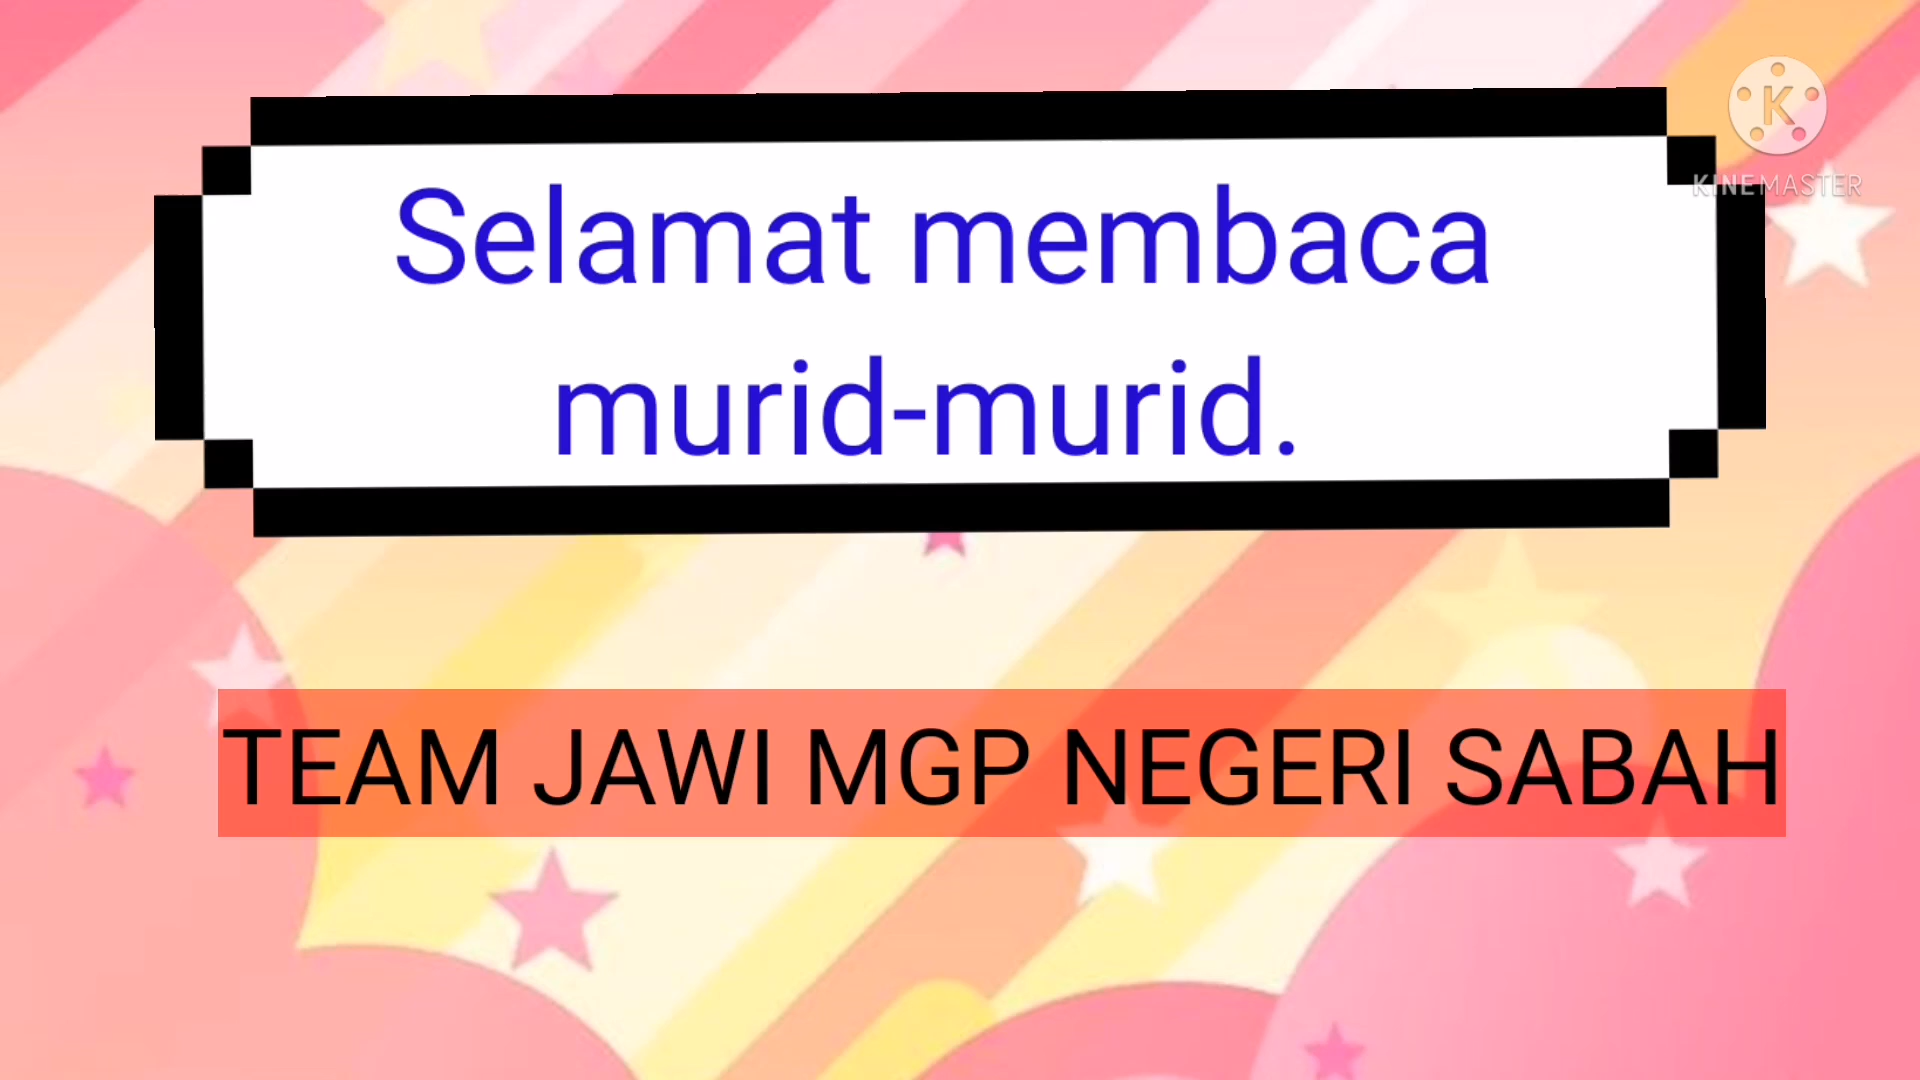 K
KINEMASTER
Selamat membaca
murid-murid.
TEAM JAWI MGP NEGERI SABAH